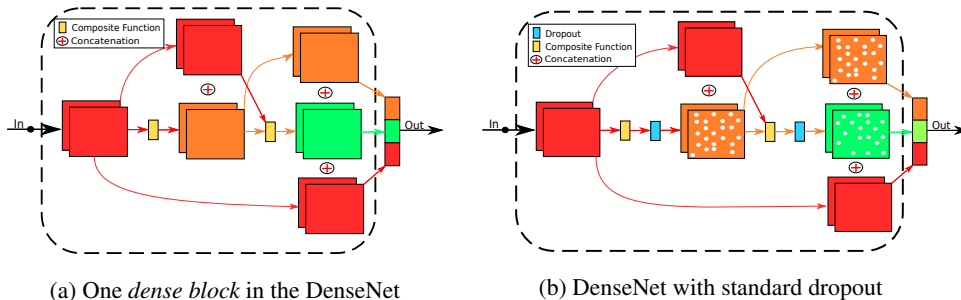 Composite Function
Concatenation
In
Out
(a) One dense block in the DenseNet
Dropout
Composite Function
Concatenation
In
Out
(b) DenseNet with standard dropout